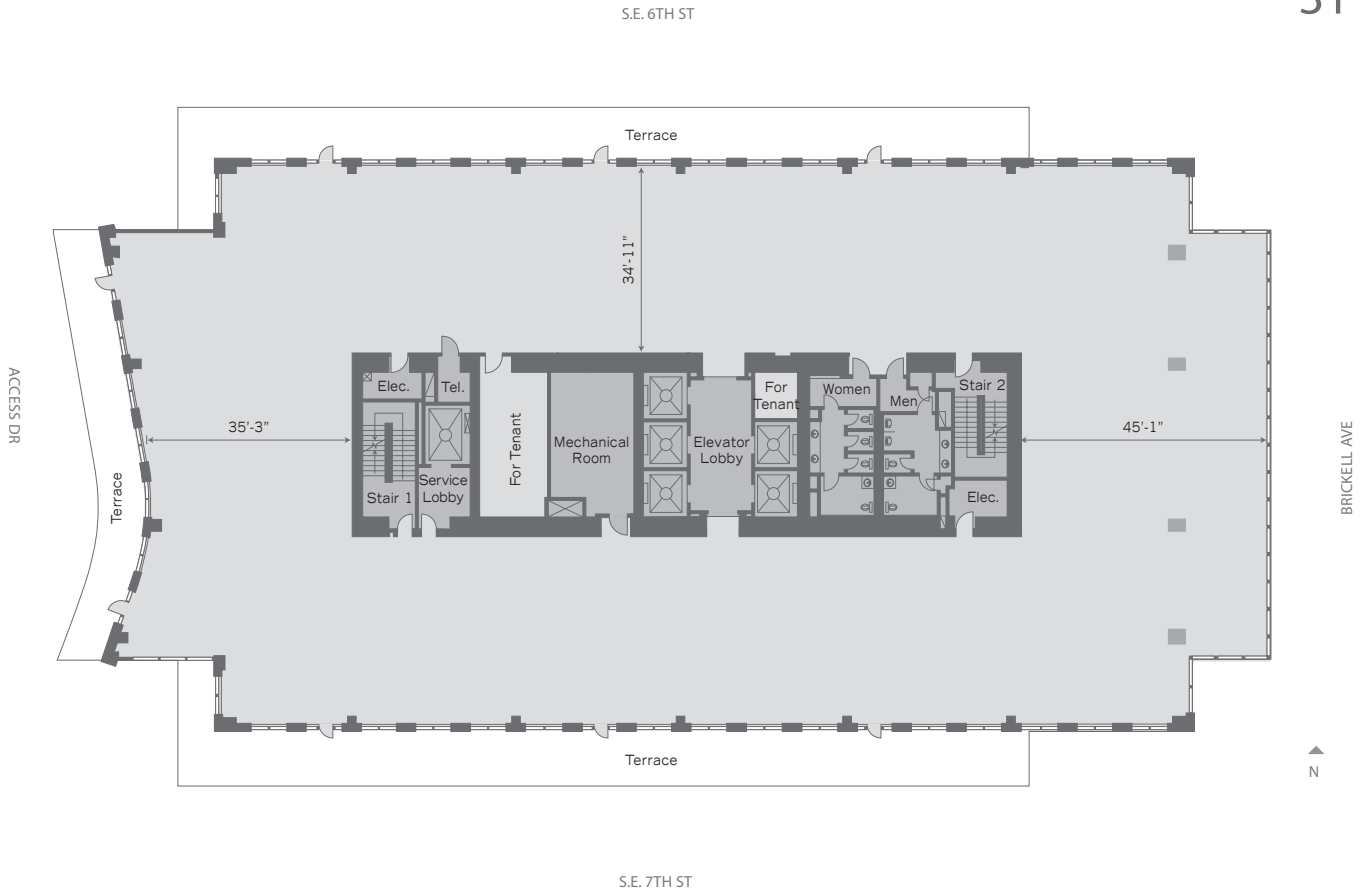 S.E. 6TH ST
Terrace
34'-11"
ACCESS DR
Terrace
35'-3"
Elec.
Tel.
Stair 1
Service
Lobby
For Tenant
Mechanical
Room
Elevator
Lobby
For
Tenant
Women
Men
Stair 2
Elec.
45'-1"
BRICKELL AVE
Terrace
N
S.E. 7TH ST